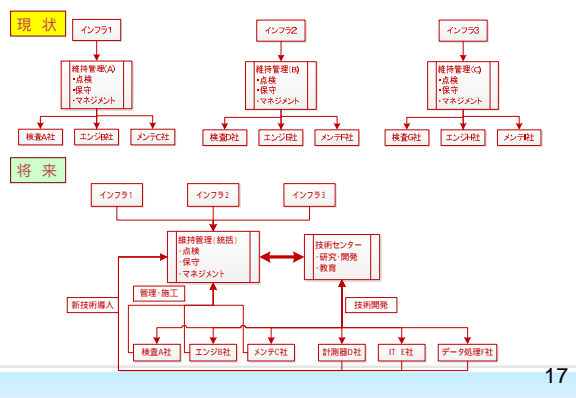 現 状
インフラ1
インフラ2
インフラ3
維持管理(A)
・点検
・保守
・マネジメント
維持管理(B)
・点検
・保守
・マネジメント
維持管理(C)
・点検
・保守
・マネジメント
検査A社
エンジB社
メンテC社
検査D社
エンジE社
メンテF社
検査G社
エンジH社
メンテI社
将 来
インフラ1
インフラ2
インフラ3
維持管理(統括)
・点検
・保守
・マネジメント
技術センター
・研究・開発
・教育
新技術導入
管理・施工
技術開発
検査A社
エンジB社
メンテC社
計測器D社
IT E社
データ処理F社
17